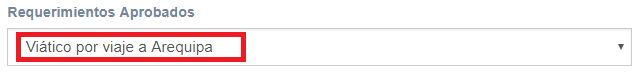 Requerimientos Aprobados
Viático por viaje a Arequipa